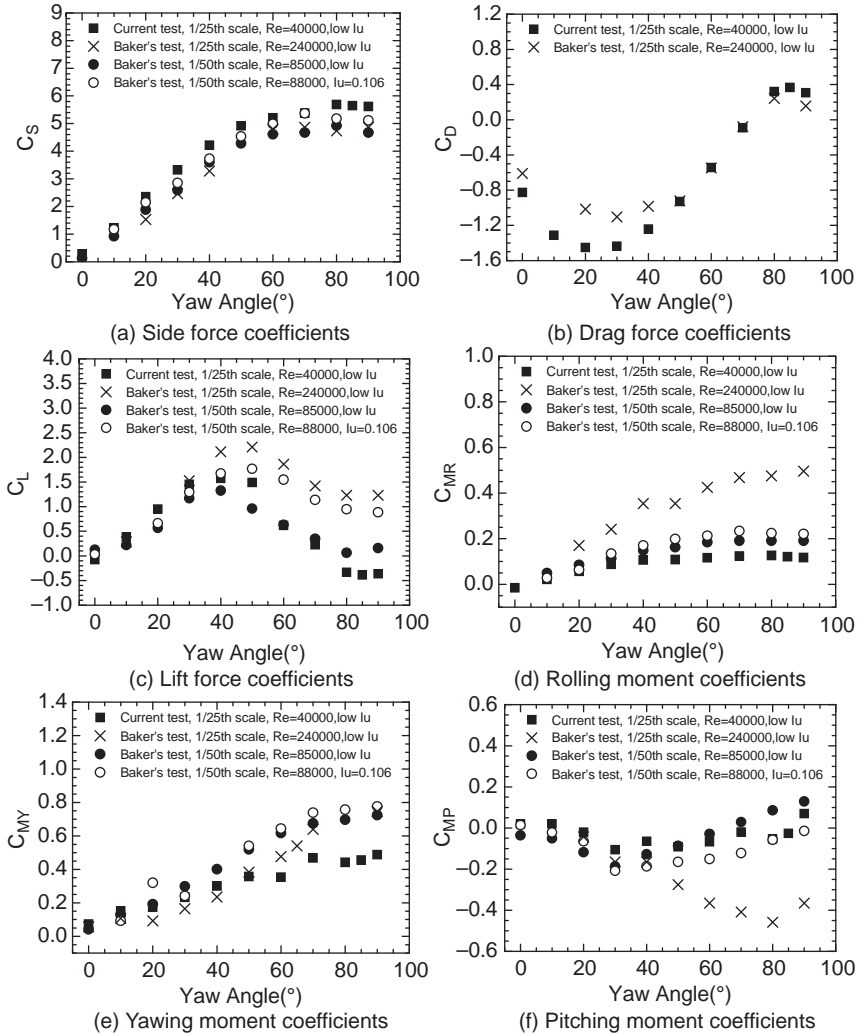 9
8
7
6
5
4
3
2
1
0
C_S
Current test, 1/25th scale, Re=40000,low Iu
Baker's test, 1/25th scale, Re=240000,low Iu
Baker's test, 1/50th scale, Re=85000,low Iu
Baker's test, 1/50th scale, Re=88000, Iu=0.106
0 20 40 60 80 100
Yaw Angle(°)
(a) Side force coefficients
1.2
0.8
0.4
0.0
−0.4
−0.8
−1.2
−1.6
C_D
Current test, 1/25th scale, Re=40000, low Iu
Baker's test, 1/25th scale, Re=240000, low Iu
0 20 40 60 80 100
Yaw Angle(°)
(b) Drag force coefficients
4.0
3.5
3.0
2.5
2.0
1.5
1.0
0.5
0.0
−0.5
−1.0
C_L
Current test, 1/25th scale, Re=40000,low Iu
Baker's test, 1/25th scale, Re=240000,low Iu
Baker's test, 1/50th scale, Re=85000,low Iu
Baker's test, 1/50th scale, Re=88000, Iu=0.106
0 20 40 60 80 100
Yaw Angle(°)
(c) Lift force coefficients
1.0
0.8
0.6
0.4
0.2
0.0
C_MR
Current test, 1/25th scale, Re=40000,low Iu
Baker's test, 1/25th scale, Re=240000,low Iu
Baker's test, 1/50th scale, Re=85000,low Iu
Baker's test, 1/50th scale, Re=88000, Iu=0.106
0 20 40 60 80 100
Yaw Angle(°)
(d) Rolling moment coefficients
1.4
1.2
1.0
0.8
0.6
0.4
0.2
0.0
C_MY
Current test, 1/25th scale, Re=40000,low Iu
Baker's test, 1/25th scale, Re=240000,low Iu
Baker's test, 1/50th scale, Re=85000,low Iu
Baker's test, 1/50th scale, Re=88000, Iu=0.106
0 20 40 60 80 100
Yaw Angle(°)
(e) Yawing moment coefficients
0.6
0.4
0.2
0.0
−0.2
−0.4
−0.6
C_MP
Current test, 1/25th scale, Re=40000,low Iu
Baker's test, 1/25th scale, Re=240000,low Iu
Baker's test, 1/50th scale, Re=85000,low Iu
Baker's test, 1/50th scale, Re=88000, Iu=0.106
0 20 40 60 80 100
Yaw Angle(°)
(f) Pitching moment coefficients